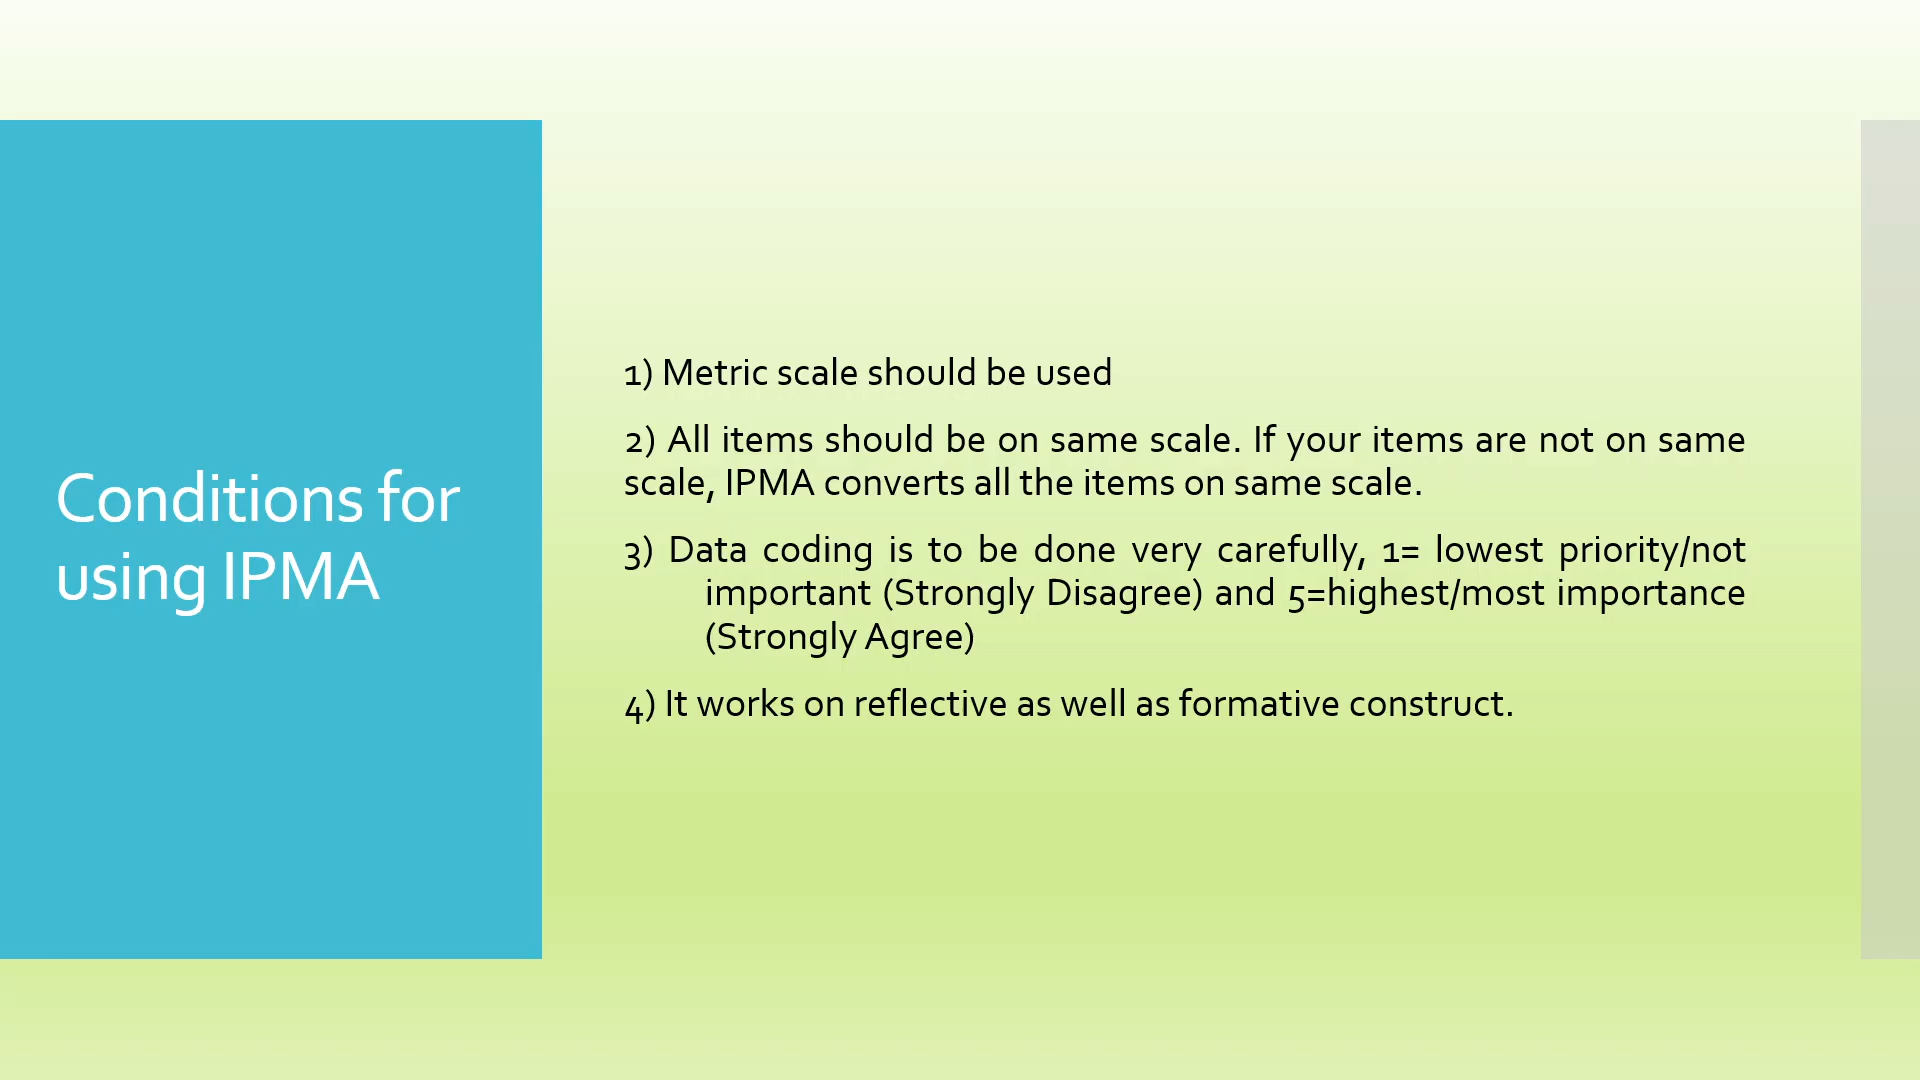 Conditions for
using IPMA
1) Metric scale should be used
2) All items should be on same scale. If your items are not on same
scale, IPMA converts all the items on same scale.
3) Data coding is to be done very carefully, 1= lowest priority/not
important (Strongly Disagree) and 5=highest/most importance
(Strongly Agree)
4) It works on reflective as well as formative construct.